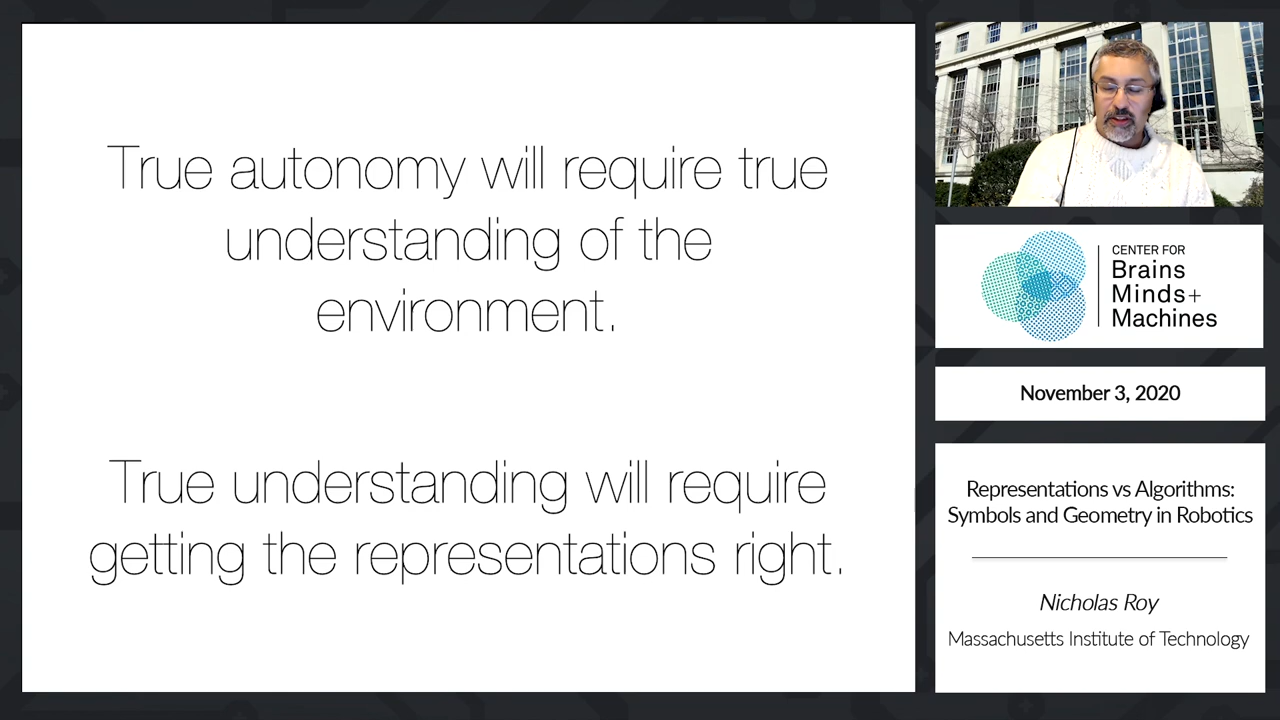 True autonomy will require true
understanding of the
environment.
True understanding will require
getting the representations right.
CENTER FOR
Brains
Minds+
Machines
November 3, 2020
Representations vs Algorithms:
Symbols and Geometry in Robotics
Nicholas Roy
Massachusetts Institute of Technology